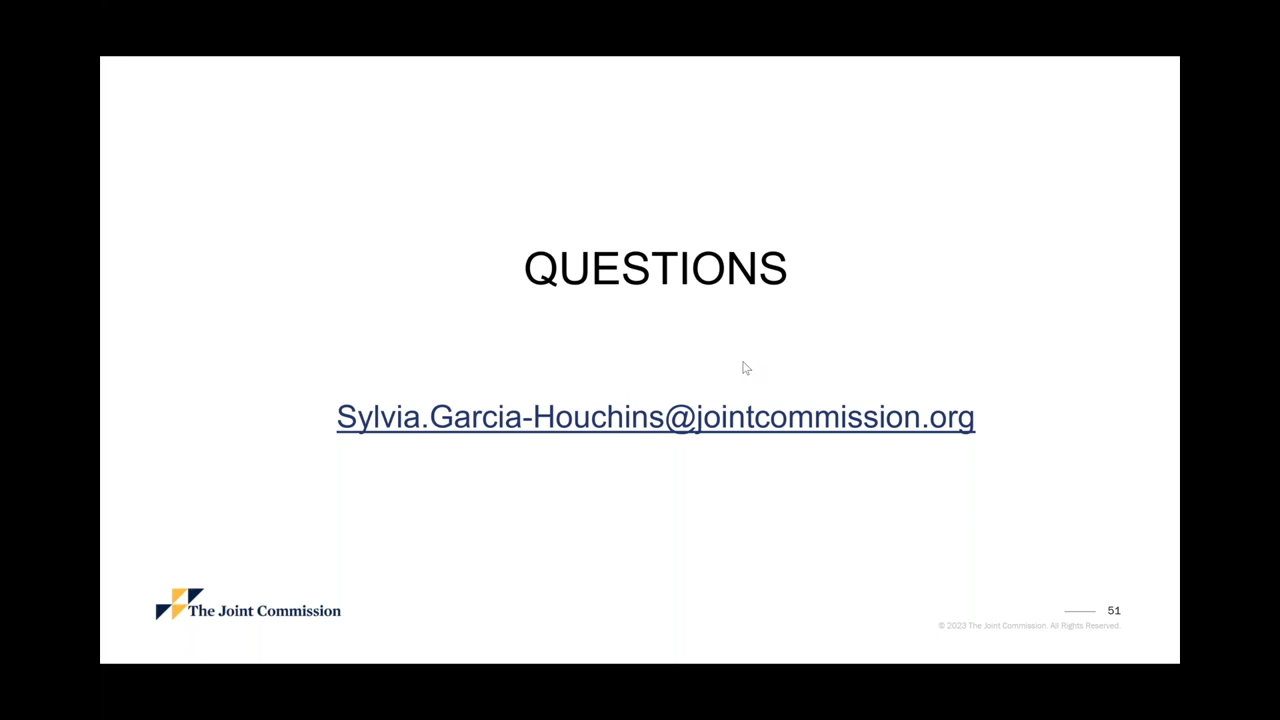 QUESTIONS
Sylvia.Garcia-Houchins@jointcommission.org
The Joint Commission
51
© 2023 The Joint Commission. All Rights Reserved.